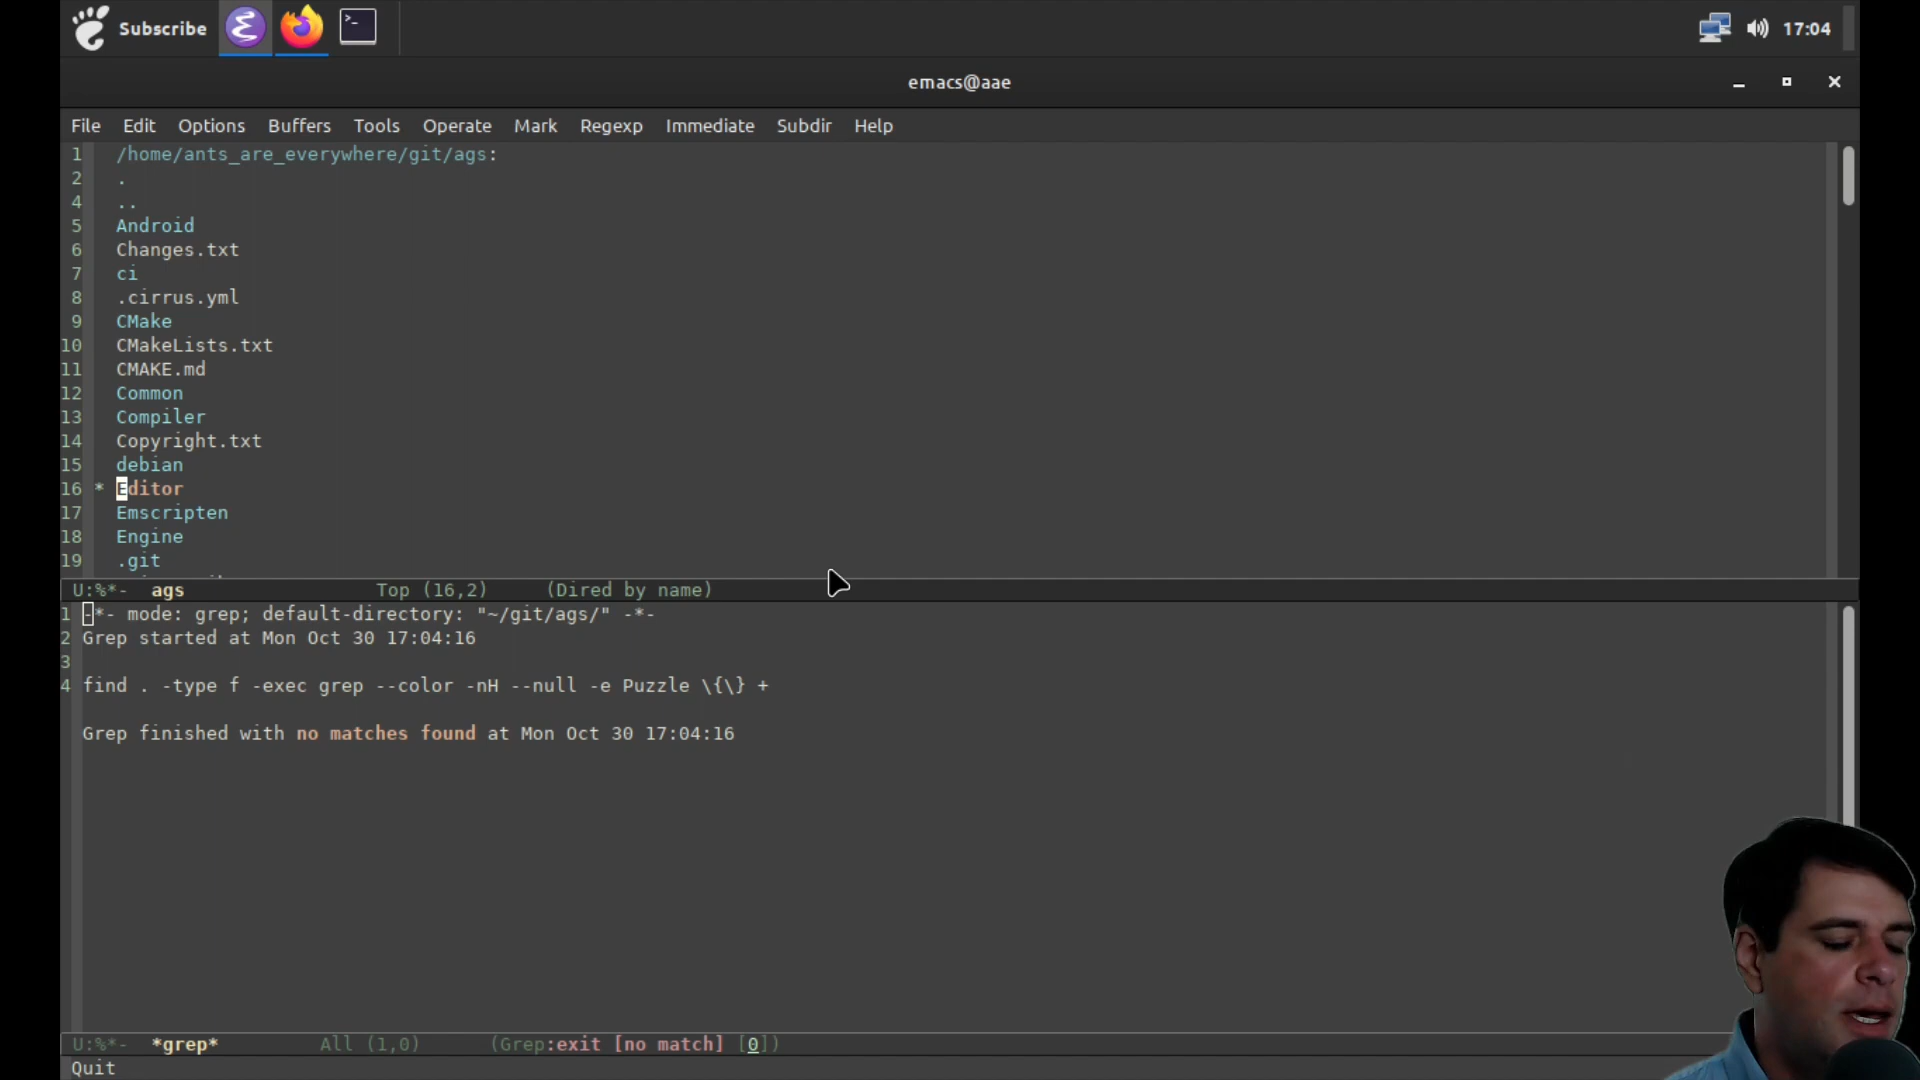 Subscribe
17:04
emacs@aae
File Edit Options Buffers Tools Operate Mark Regexp Immediate Subdir Help
1 /home/ants_are_everywhere/git/ags:
2 .
4 ..
5 Android
6 Changes.txt
7 ci
8 .cirrus.yml
9 CMake
10 CMakeLists.txt
11 CMAKE.md
12 Common
13 Compiler
14 Copyright.txt
15 debian
16 * Editor
17 Emscripten
18 Engine
19 .git
U:%*- ags Top (16,2) (Dired by name)
1 -*- mode: grep; default-directory: "~/git/ags/" -*-
2 Grep started at Mon Oct 30 17:04:16
3
4 find . -type f -exec grep --color -nH --null -e Puzzle \{\} +
Grep finished with no matches found at Mon Oct 30 17:04:16
U:%*- *grep* All (1,0) (Grep:exit [no match] [0])
Quit